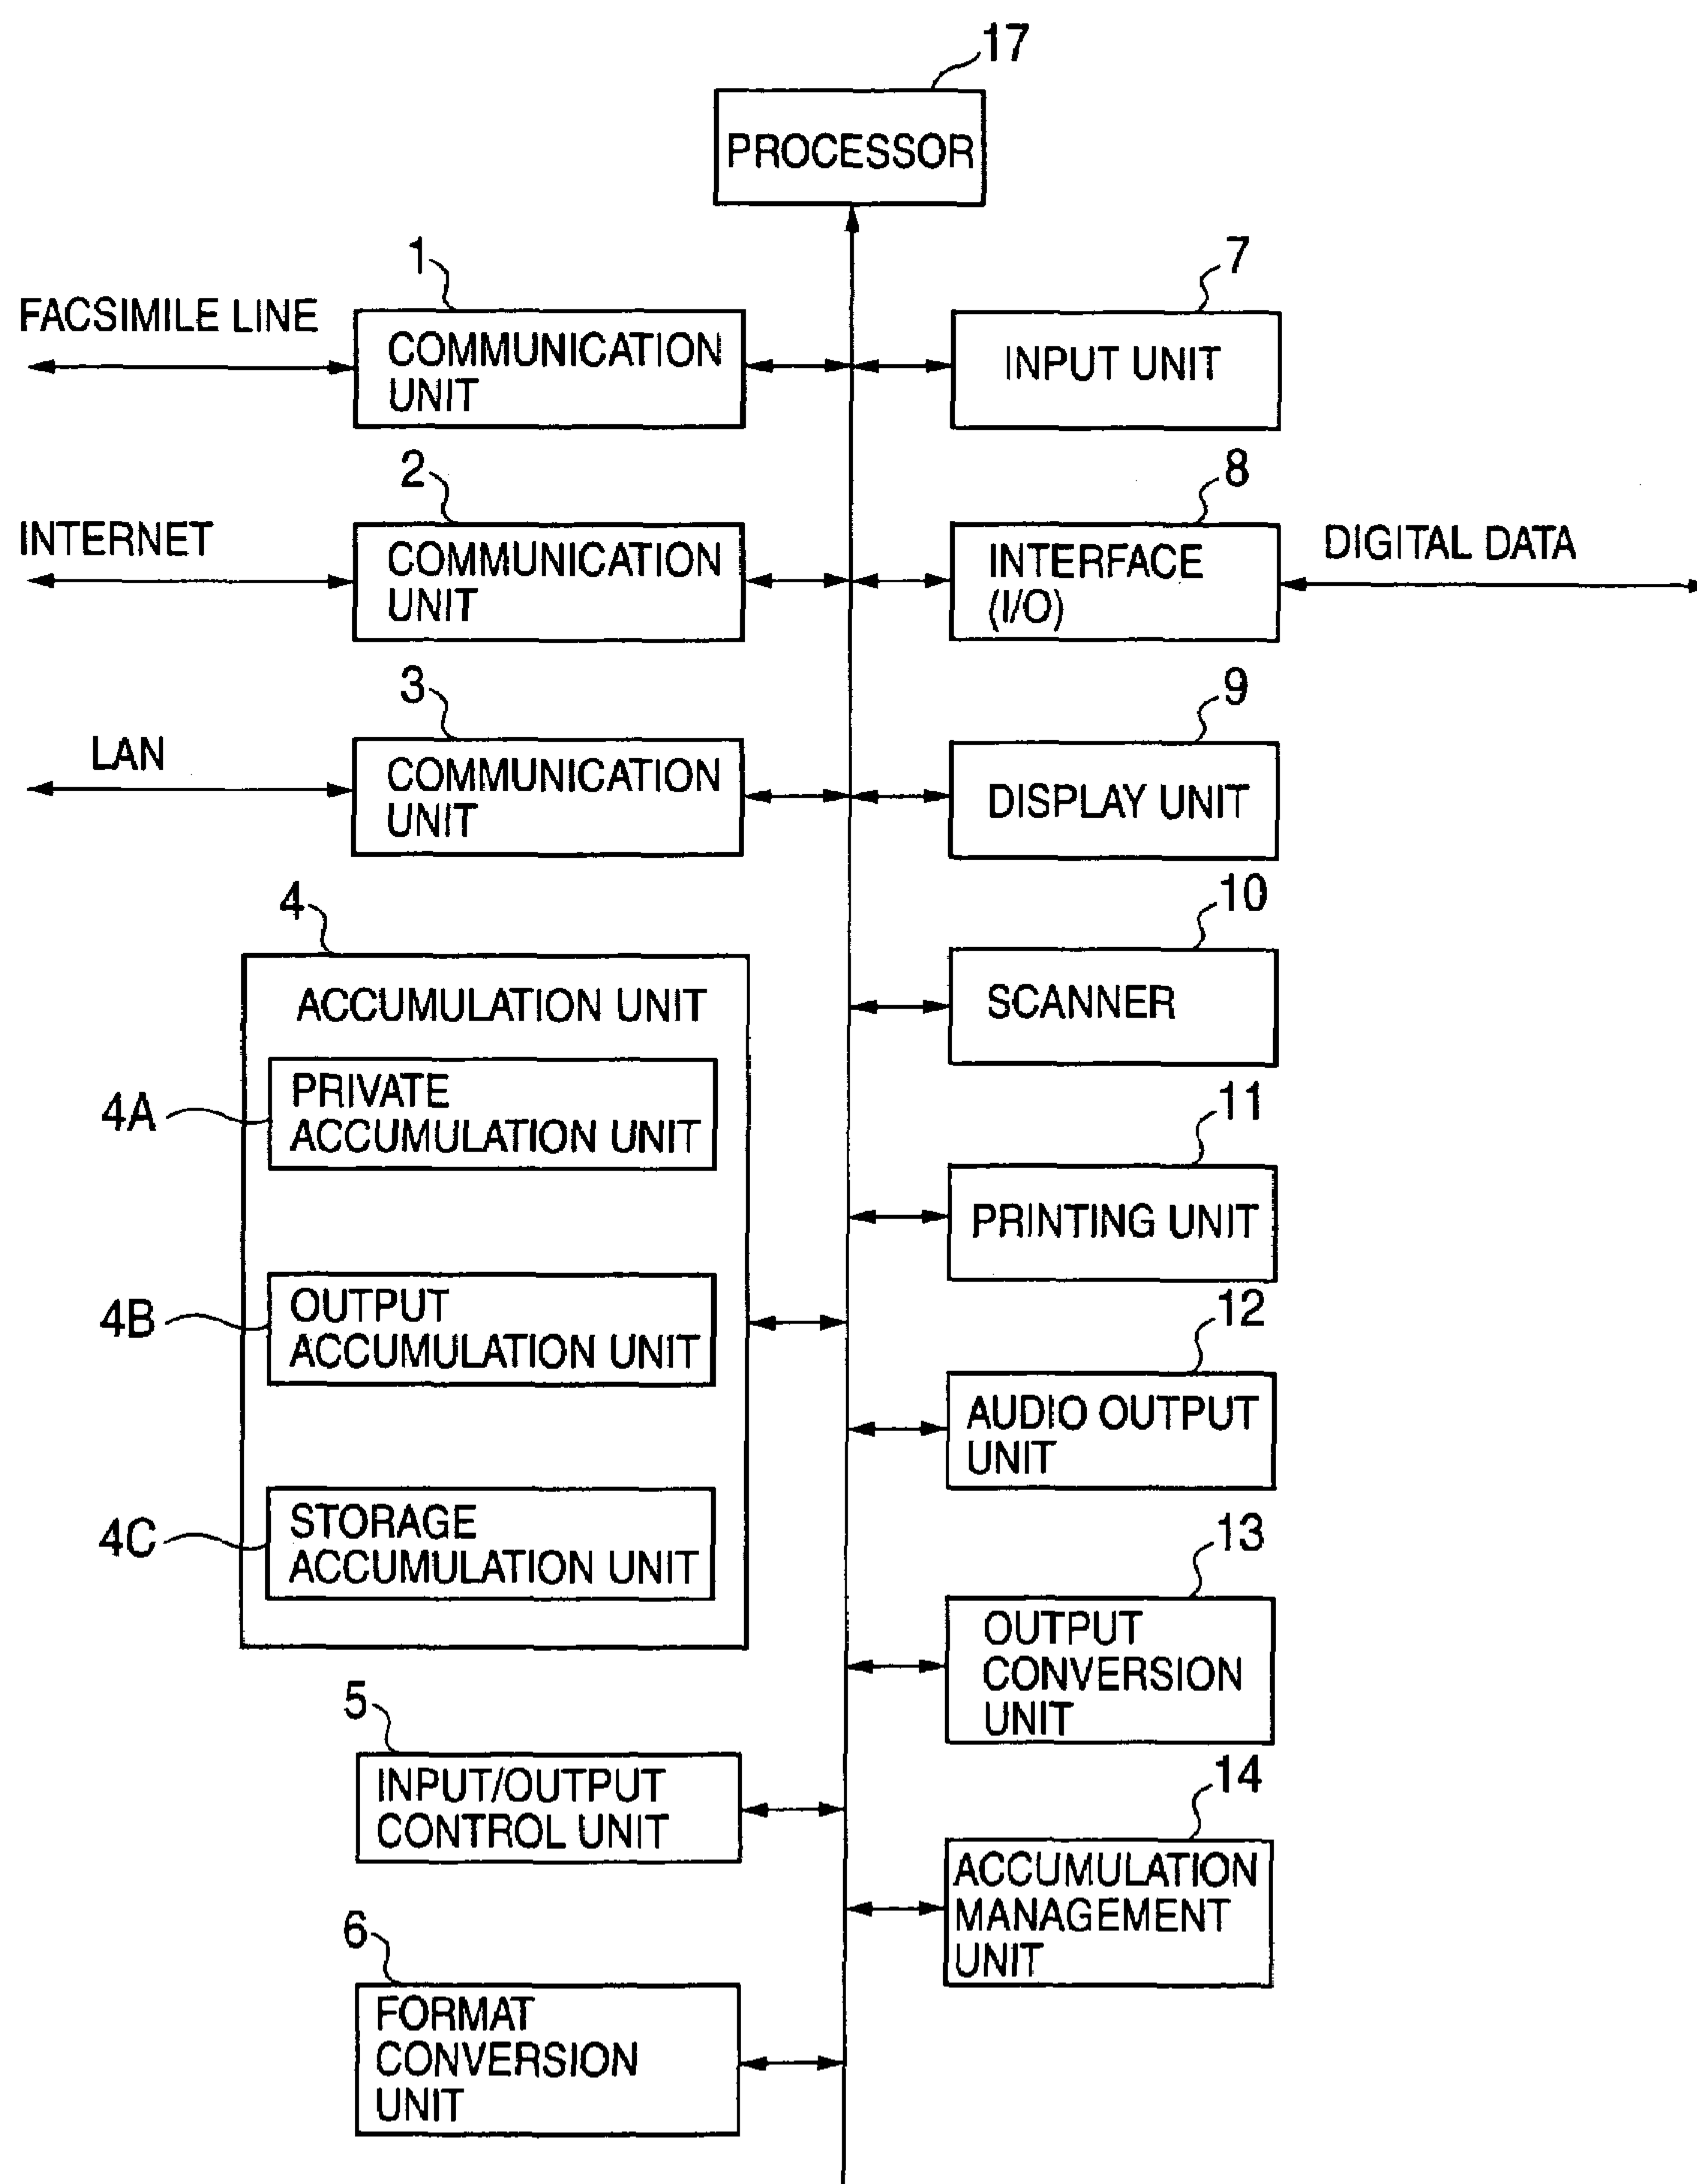 17
PROCESSOR
1
FACSIMILE LINE
COMMUNICATION
UNIT
7
INPUT UNIT
2
INTERNET
COMMUNICATION
UNIT
8
INTERFACE
(I/O)
DIGITAL DATA
3
LAN
COMMUNICATION
UNIT
9
DISPLAY UNIT
4
ACCUMULATION UNIT
4A
PRIVATE
ACCUMULATION UNIT
4B
OUTPUT
ACCUMULATION UNIT
4C
STORAGE
ACCUMULATION UNIT
10
SCANNER
11
PRINTING UNIT
12
AUDIO OUTPUT
UNIT
13
OUTPUT
CONVERSION
UNIT
5
INPUT/OUTPUT
CONTROL UNIT
14
ACCUMULATION
MANAGEMENT
UNIT
6
FORMAT
CONVERSION
UNIT